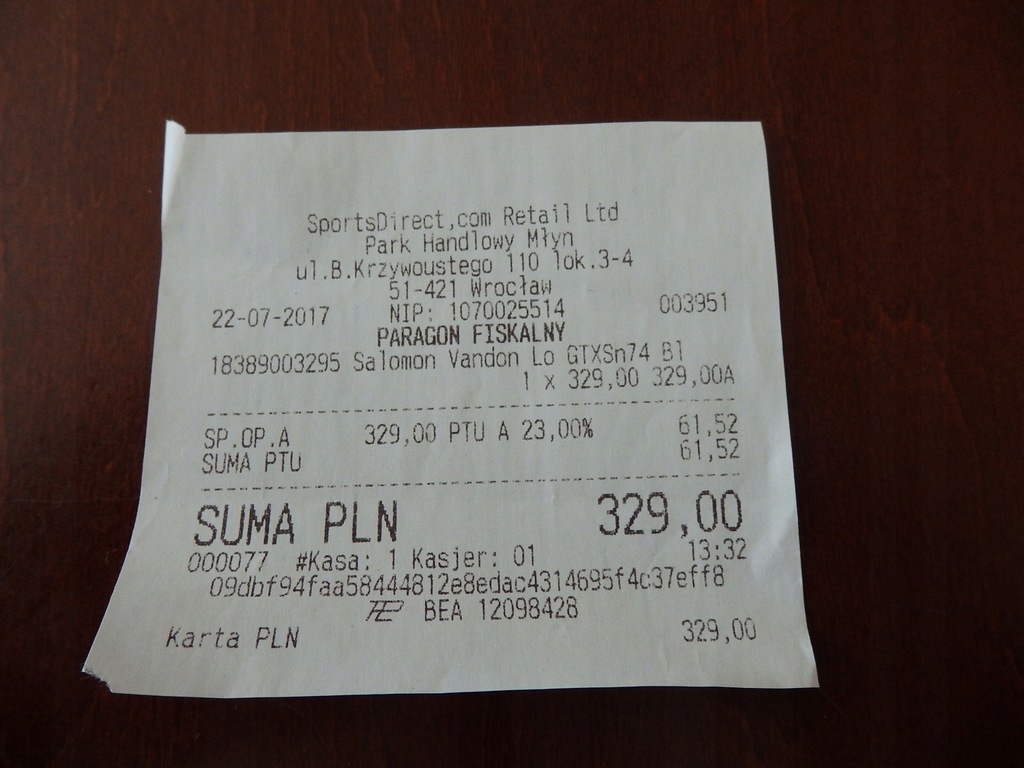 SportsDirect.com Retail Ltd
Park Handlowy Młyn
ul.B.Krzywoustego 110 lok.3-4
51-421 Wrocław
22-07-2017 NIP: 1070025514 003951
PARAGON FISKALNY
18389003295 Salomon Vandon Lo GTXSn74 Bl
1 x 329,00 329,00A
SP.OP.A 329,00 PTU A 23,00% 61,52
SUMA PTU 61,52
SUMA PLN 329,00
000077 #Kasa: 1 Kasjer: 01 13:32
09dbf94faa58444812e8edac4314695f4c37eff8
BEA 12098428
Karta PLN 329,00